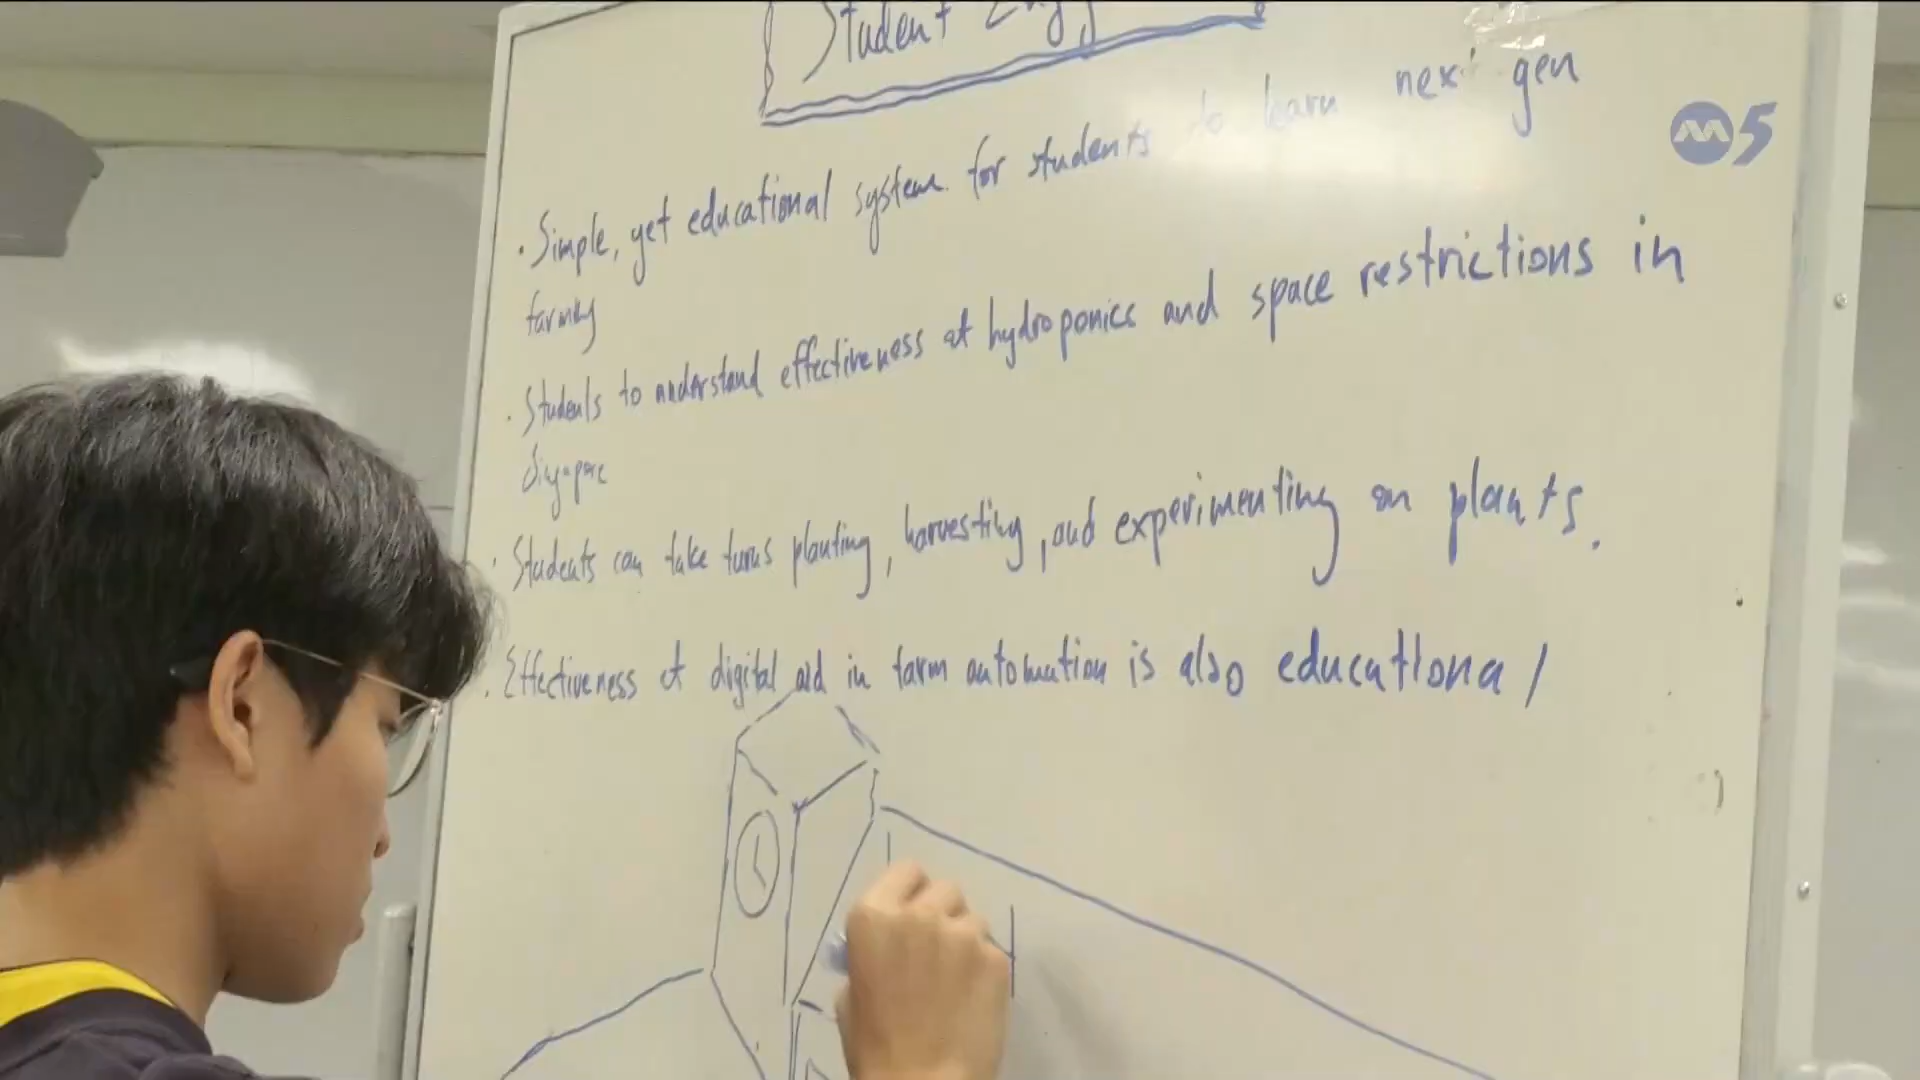 Student
· Simple, yet educational system for students to learn next gen
farming
· Students to understand effectiveness of hydroponics and space restrictions in
Singapore
· Students can take turns planting, harvesting, and experimenting on plants.
· Effectiveness of digital aid in farm automation is also educational
5